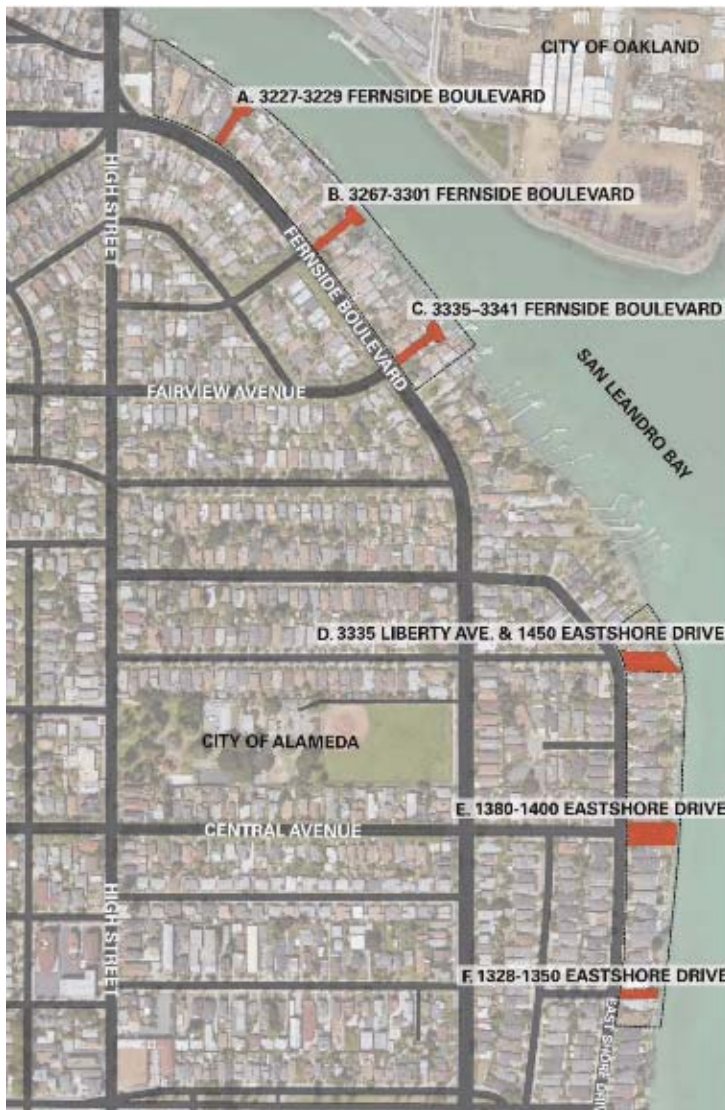 CITY OF OAKLAND
A. 3227-3229 FERNSIDE BOULEVARD
HIGH STREET
B. 3267-3301 FERNSIDE BOULEVARD
FERNSIDE BOULEVARD
C. 3335–3341 FERNSIDE BOULEVARD
FAIRVIEW AVENUE
SAN LEANDRO BAY
D. 3335 LIBERTY AVE. & 1450 EASTSHORE DRIVE
CITY OF ALAMEDA
E. 1380-1400 EASTSHORE DRIVE
CENTRAL AVENUE
HIGH STREET
F. 1328-1350 EASTSHORE DRIVE
EAST SHORE DRI